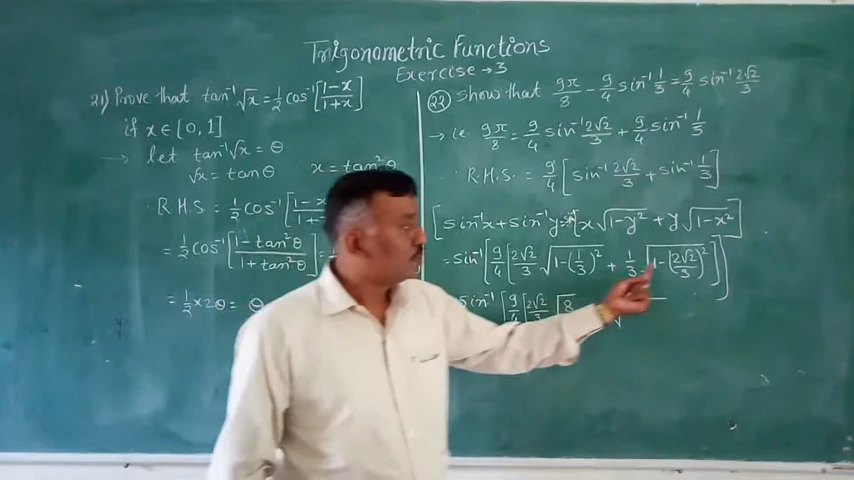 Trigonometric Functions
Exercise → 3
21) Prove that tan⁻¹√x = 1/2 cos⁻¹[(1-x)/(1+x)]
if x ∈ [0, 1]
→ let tan⁻¹√x = θ
√x = tanθ x = tan²θ
R H S = 1/2 cos⁻¹[(1-x
= 1/2 cos⁻¹[(1 - tan²θ)/(1 + tan²θ)] =
= 1/2 × 2θ = θ
(22) Show that 9π/8 - 9/4 sin⁻¹ 1/3 = 9/4 sin⁻¹ 2√2/3
→ ie. 9π/8 = 9/4 sin⁻¹ 2√2/3 + 9/4 sin⁻¹ 1/3
R.H.S. = 9/4 [sin⁻¹ 2√2/3 + sin⁻¹ 1/3]
[sin⁻¹x + sin⁻¹y = sin⁻¹[x√(1-y²) + y√(1-x²)]
= sin⁻¹[9/4 [2√2/3 √(1-(1/3)²) + 1/3 √(1-(2√2/3)²)]]
sin⁻¹[9/4 [2√2/3 √8